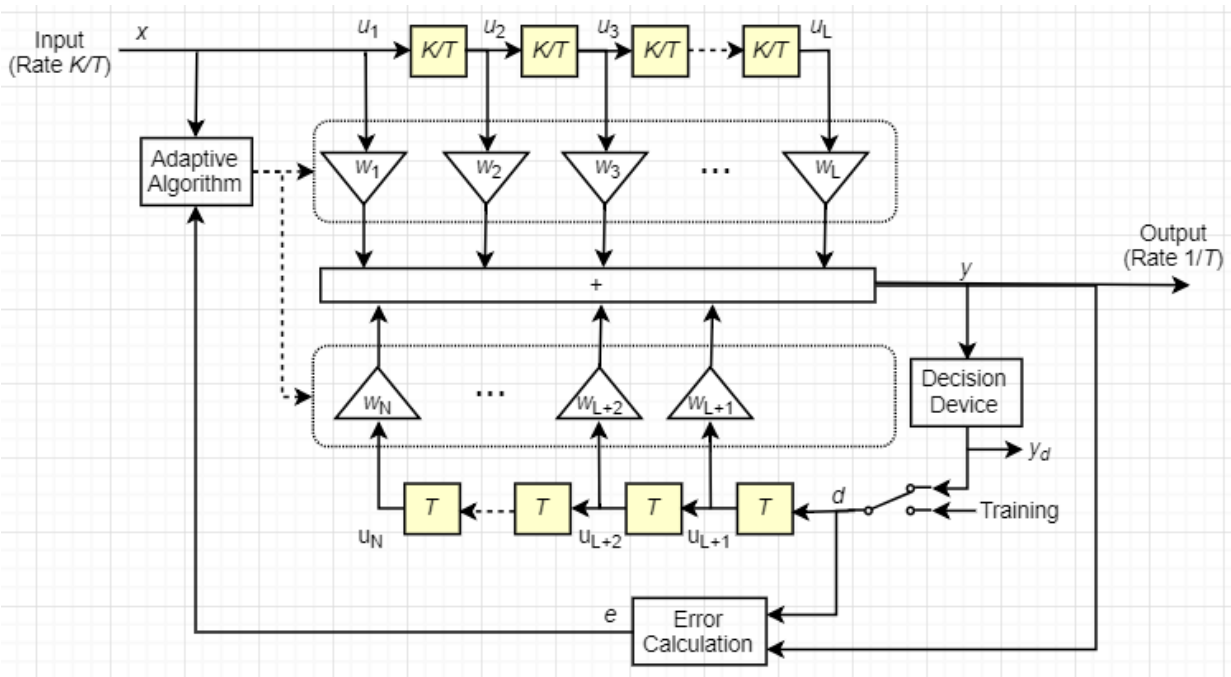 Input
(Rate K/T)
x
u1
K/T
u2
K/T
u3
K/T
K/T
uL
Adaptive
Algorithm
w1
w2
w3
...
wL
Output
(Rate 1/T)
+
y
wN
...
wL+2
wL+1
Decision
Device
yd
T
T
T
T
d
Training
uN
uL+2
uL+1
e
Error
Calculation